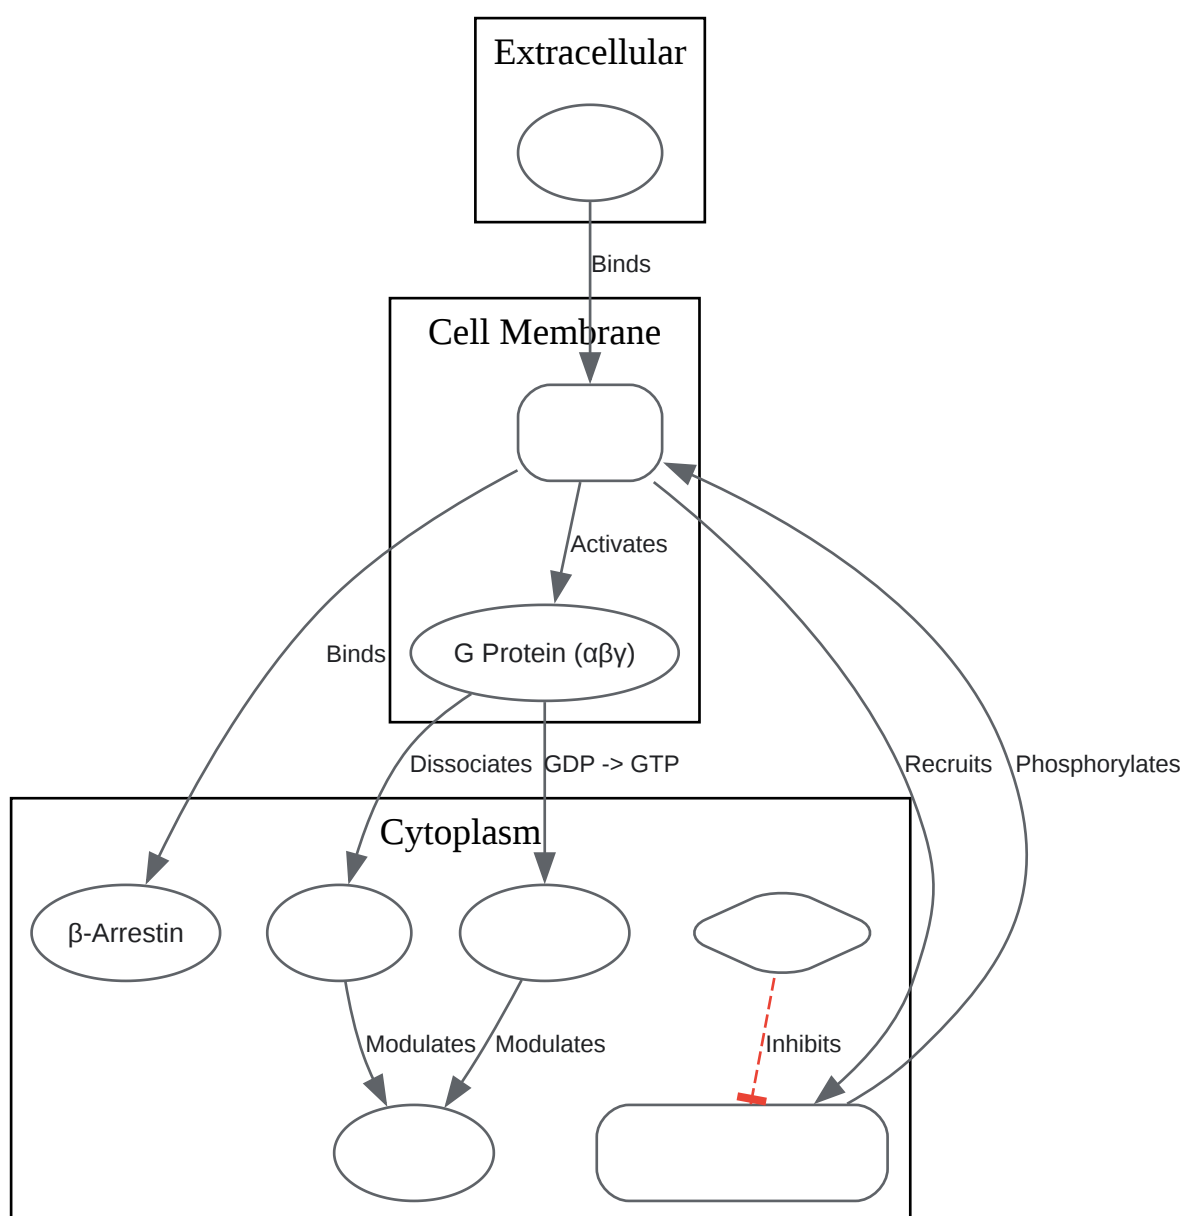 Extracellular
Binds
Cell Membrane
Activates
Binds
G Protein (αβγ)
Dissociates
GDP -> GTP
Recruits
Phosphorylates
Cytoplasm
β-Arrestin
Modulates
Modulates
Inhibits